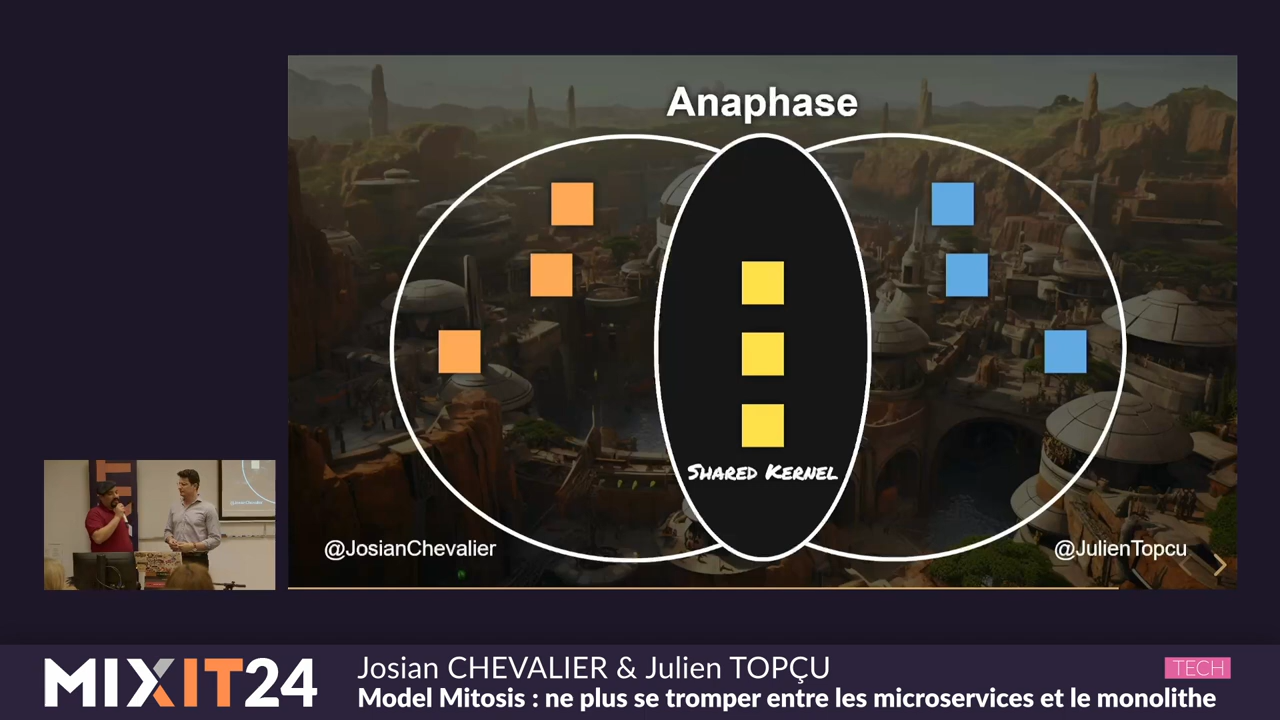 Anaphase
SHARED KERNEL
@JosianChevalier
@JulienTopcu
MIXIT24
Josian CHEVALIER & Julien TOPÇU
TECH
Model Mitosis : ne plus se tromper entre les microservices et le monolithe